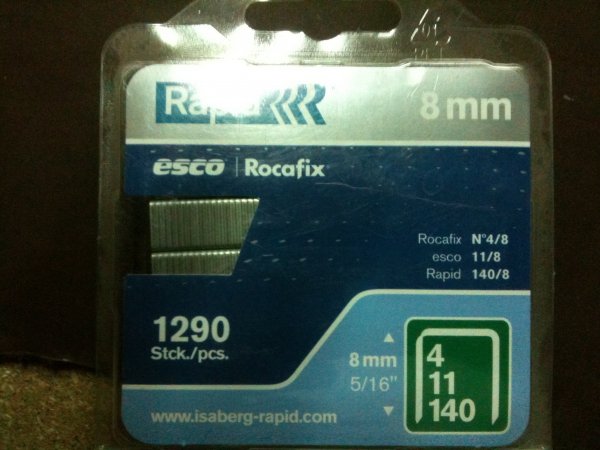 Rapid
8 mm
esco | Rocafix
Rocafix N°4/8
esco 11/8
Rapid 140/8
1290
Stck./pcs.
8 mm
5/16"
4
11
140
www.isaberg-rapid.com